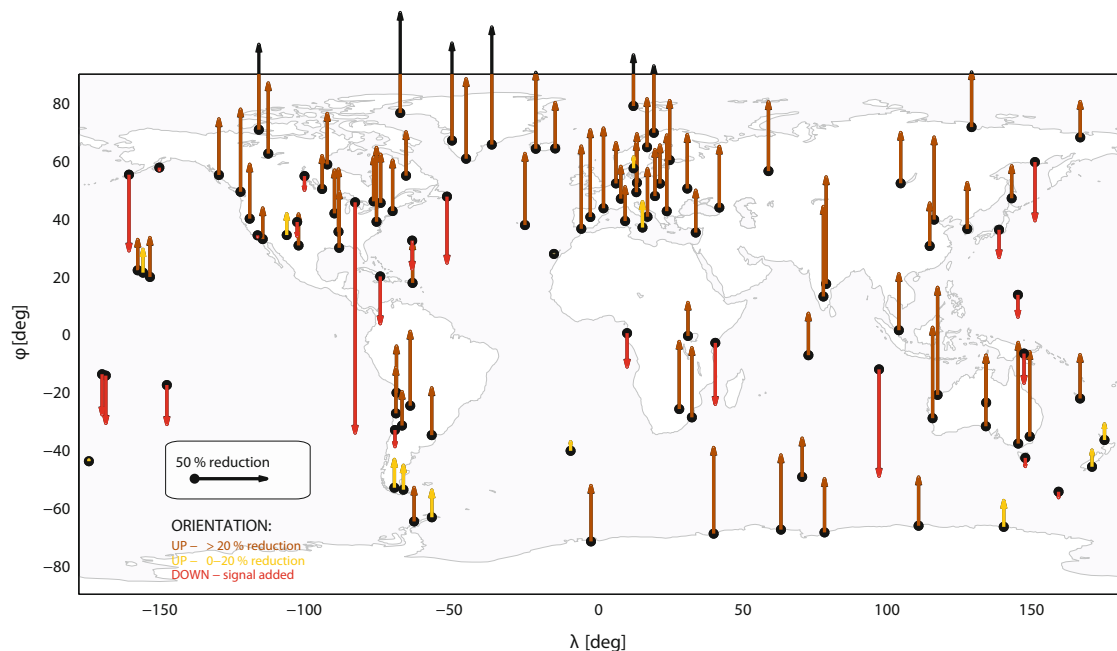 80
60
40
20
0
−20
−40
−60
−80
φ [deg]
50 % reduction
ORIENTATION:
UP − > 20 % reduction
UP − 0−20 % reduction
DOWN − signal added
−150 −100 −50 0 50 100 150
λ [deg]